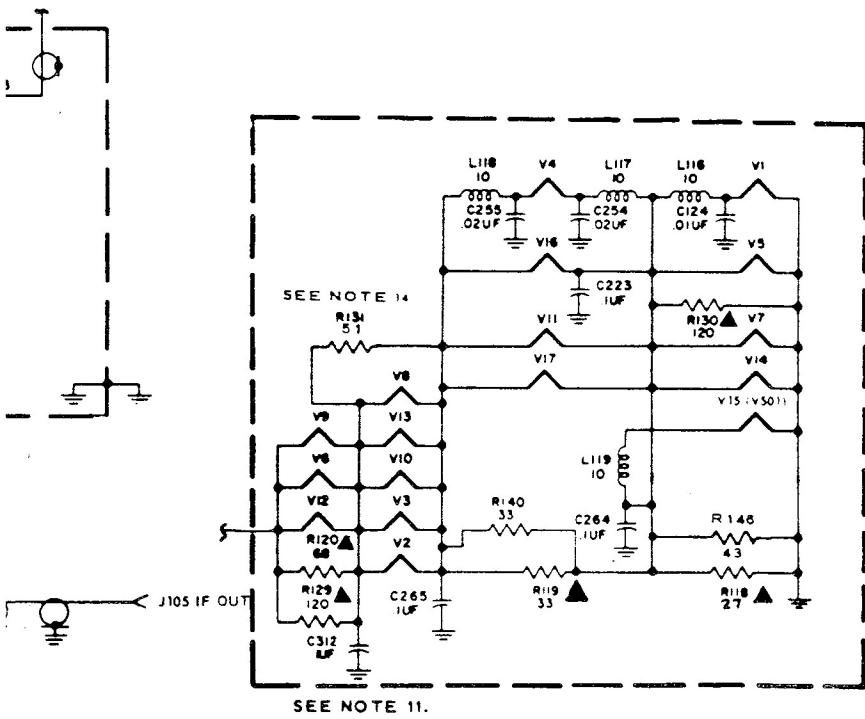 L118 V4 L117 L116 V1
10 10 10
C255 C254 C124
.02UF .02UF .01UF
V16 V5
C223
.1UF
SEE NOTE 14
R131 V11 R130 V7
51 120
V17 V14
V8 V15 (V501)
V9 V13
L119
10
V6 V10
V12 V3 R140 C264 R146
33 .1UF 43
R120 V2
68
R129 C265 R119 R118
120 .1UF 33 27
J105 IF OUT
C312
.1UF
SEE NOTE 11.